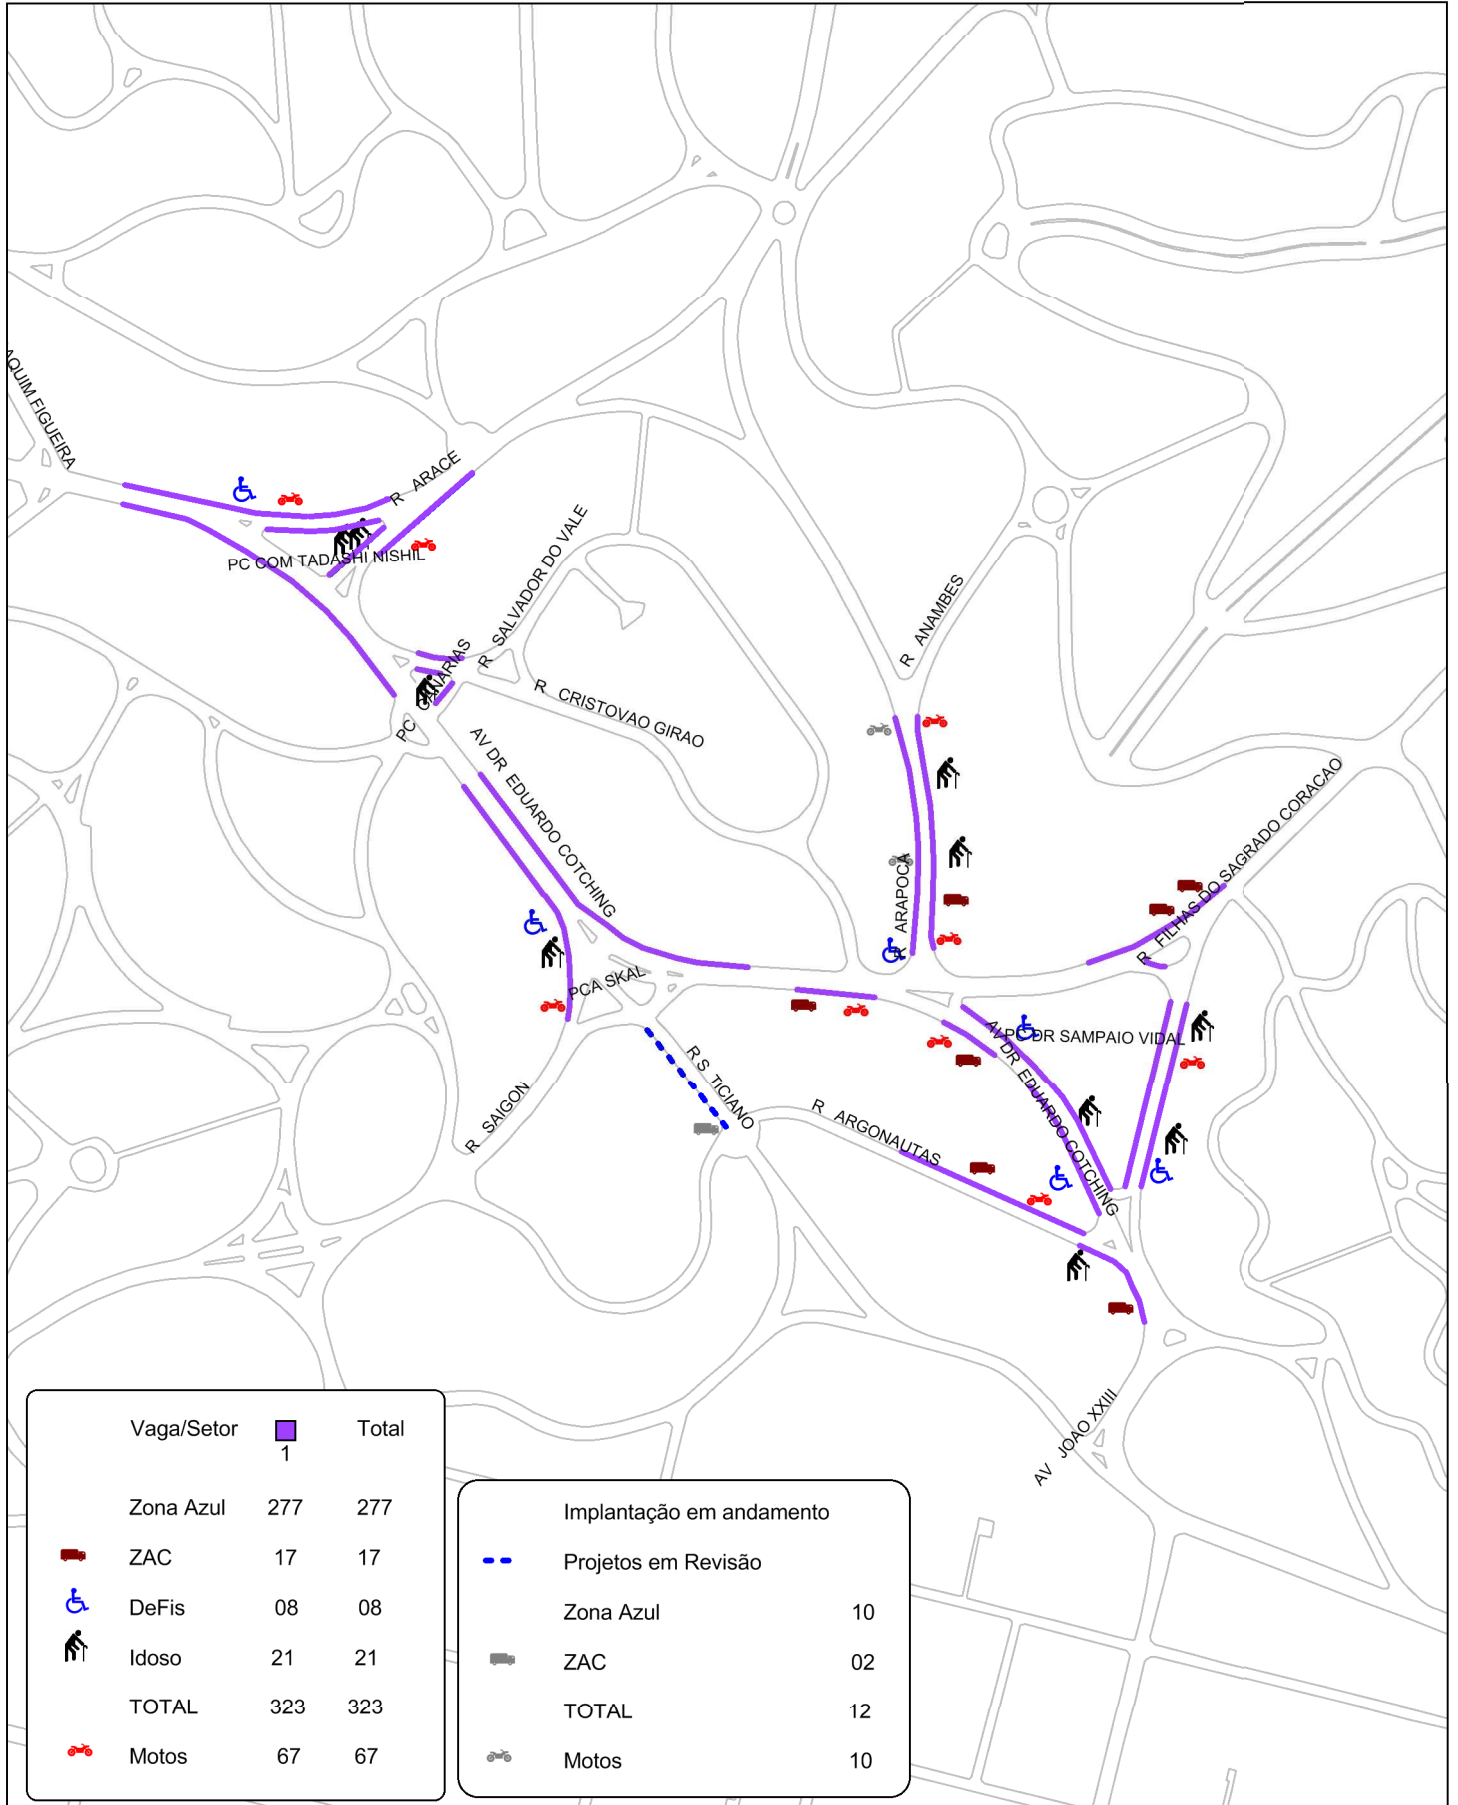 AQUIM FIGUEIRA
R ARACE
PC COM TADASHI NISHIL
R SALVADOR DO VALE
PC CANARIAS
R CRISTOVAO GIRAO
R ANAMBES
AV DR EDUARDO COTCHING
R ARAPOCA
R FILHAS DO SAGRADO CORACAO
PCA SKAL
PC DR SAMPAIO VIDAL
AV DR EDUARDO COTCHING
R S TICIANO
R SAIGON
R ARGONAUTAS
AV JOAO XXIII
Vaga/Setor 1 Total
Zona Azul 277 277
ZAC 17 17
DeFis 08 08
Idoso 21 21
TOTAL 323 323
Motos 67 67
Implantação em andamento
Projetos em Revisão
Zona Azul 10
ZAC 02
TOTAL 12
Motos 10